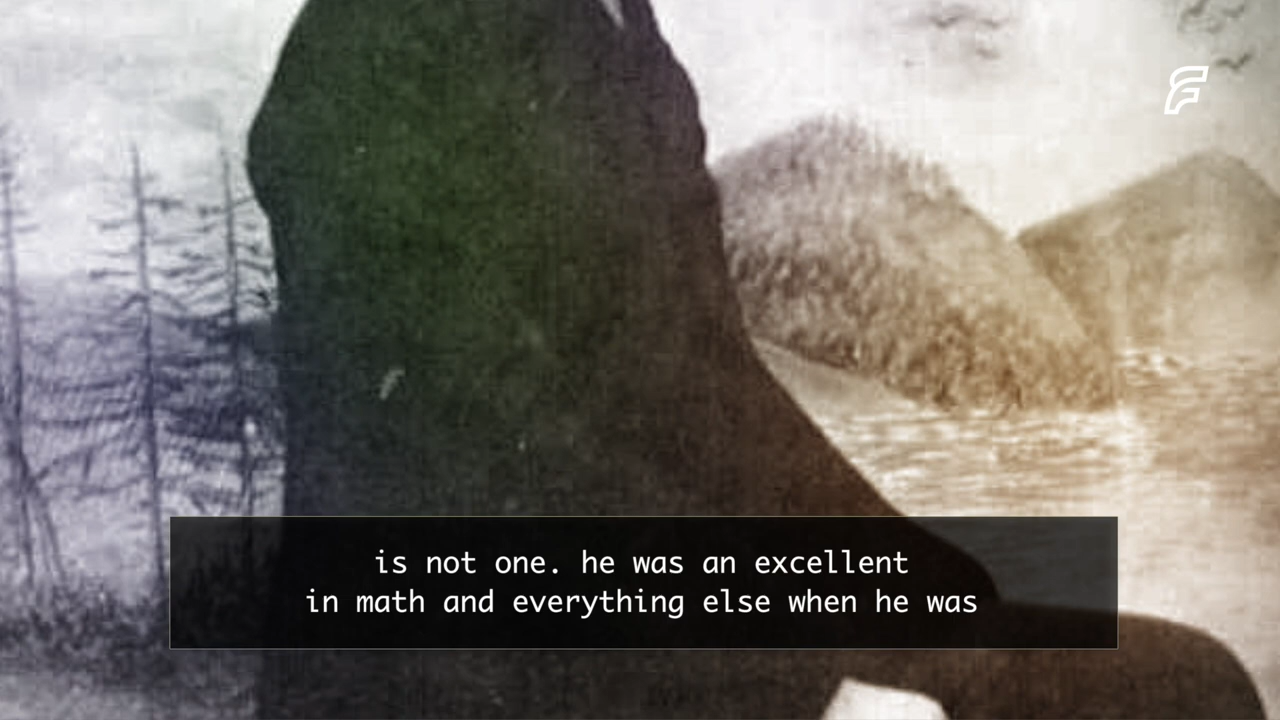 is not one. he was an excellent
in math and everything else when he was